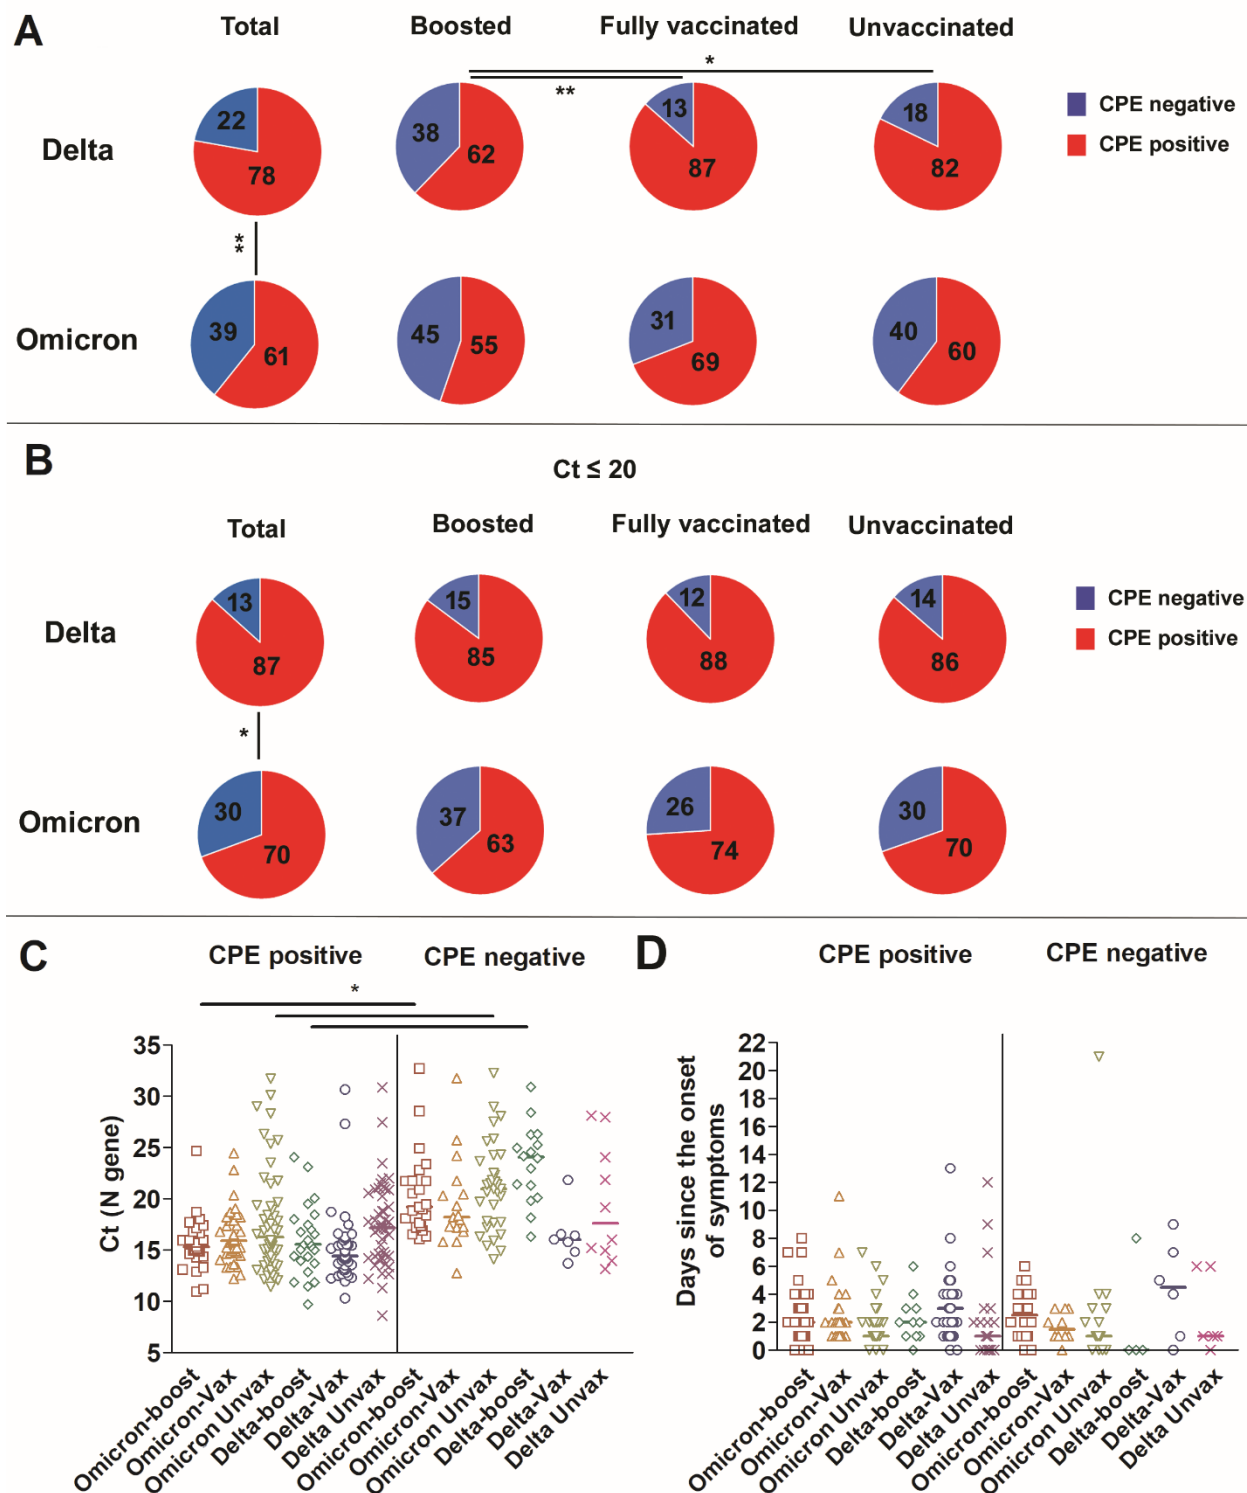 A
Total
Boosted
Fully vaccinated
Unvaccinated
*
**
Delta
22
78
38
62
13
87
18
82
CPE negative
CPE positive
**
Omicron
39
61
45
55
31
69
40
60
B
Ct ≤ 20
Total
Boosted
Fully vaccinated
Unvaccinated
Delta
13
87
15
85
12
88
14
86
CPE negative
CPE positive
*
Omicron
30
70
37
63
26
74
30
70
C
CPE positive
CPE negative
*
Ct (N gene)
35
30
25
20
15
10
5
Omicron-boost
Omicron-Vax
Omicron Unvax
Delta-boost
Delta-Vax
Delta Unvax
Omicron-boost
Omicron-Vax
Omicron Unvax
Delta-boost
Delta-Vax
Delta Unvax
D
CPE positive
CPE negative
Days since the onset
of symptoms
22
20
18
16
14
12
10
8
6
4
2
0
Omicron-boost
Omicron-Vax
Omicron Unvax
Delta-boost
Delta-Vax
Delta Unvax
Omicron-boost
Omicron-Vax
Omicron Unvax
Delta-boost
Delta-Vax
Delta Unvax